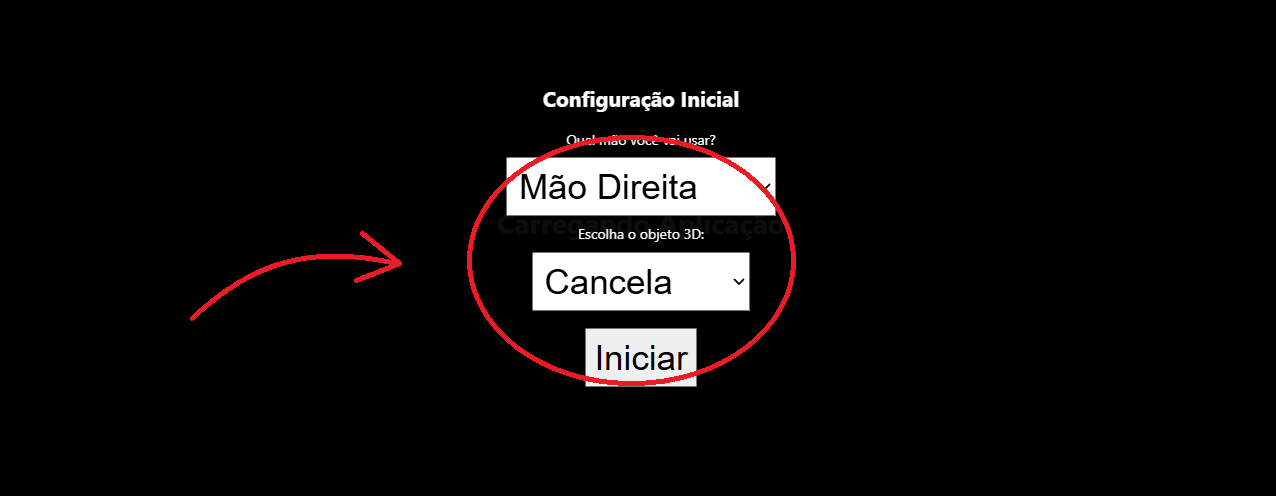 Configuração Inicial
Qual mão você vai usar?
Mão Direita
Carregando Aplicação
Escolha o objeto 3D:
Cancela
Iniciar